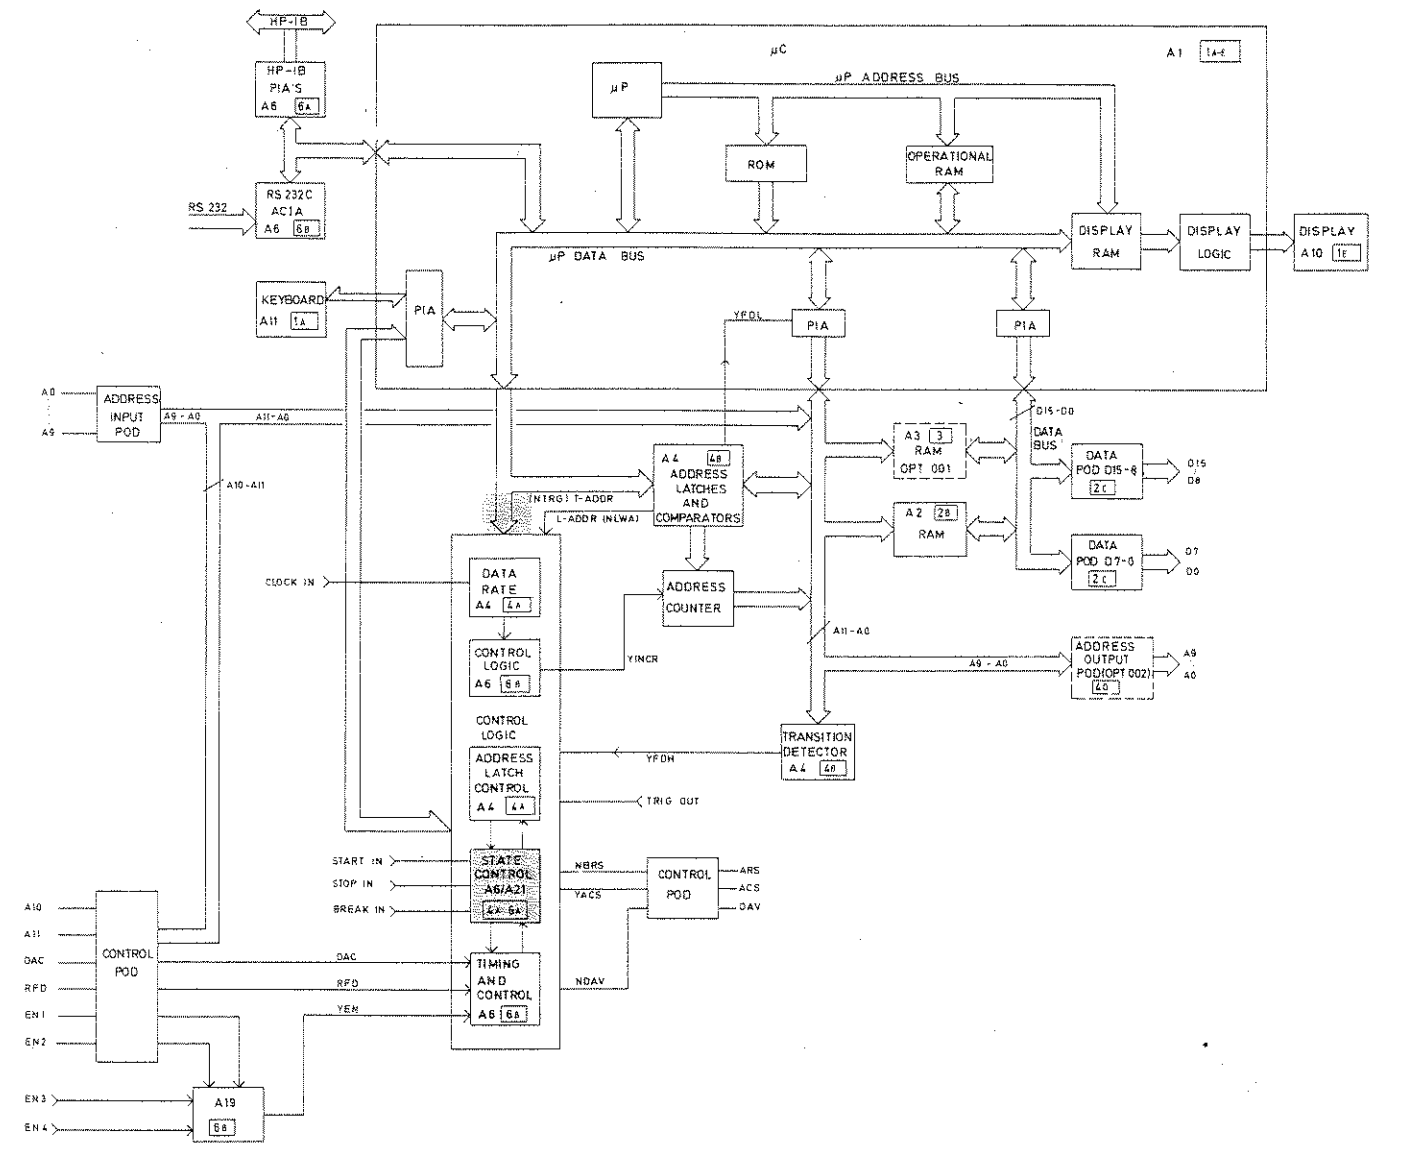 HP-IB
HP-IB
PIA'S
A6 6A
RS 232C
ACIA
A6 6B
RS 232
KEYBOARD
A11 1A
PIA
μC
A1 1A-E
μP
μP ADDRESS BUS
ROM
OPERATIONAL
RAM
μP DATA BUS
DISPLAY
RAM
DISPLAY
LOGIC
DISPLAY
A10 1E
PIA
PIA
YFDL
A0
A9
ADDRESS
INPUT
POD
A9-A0
A11-A0
A10-A11
A4 4B
ADDRESS
LATCHES
AND
COMPARATORS
(NTRG) T-ADDR
L-ADDR (NLWA)
A3 3
RAM
OPT 001
A2 2B
RAM
D15-D0
DATA
BUS
DATA
POD D15-8
2C
D15
D8
DATA
POD D7-0
2C
D7
D0
CLOCK IN
DATA
RATE
A4 4A
CONTROL
LOGIC
A6 6B
YINCR
ADDRESS
COUNTER
A11-A0
A9-A0
ADDRESS
OUTPUT
POD(OPT 002)
A9
A0
CONTROL
LOGIC
ADDRESS
LATCH
CONTROL
A4 4A
TRANSITION
DETECTOR
A4 4B
YFDH
TRIG OUT
START IN
STOP IN
BREAK IN
STATE
CONTROL
A6/A21
4A 6A
NBRS
YACS
CONTROL
POD
ARS
ACS
DAV
NDAV
A10
A11
DAC
RFD
EN1
EN2
CONTROL
POD
DAC
RFD
YEN
TIMING
AND
CONTROL
A6 6B
EN3
EN4
A19
6B